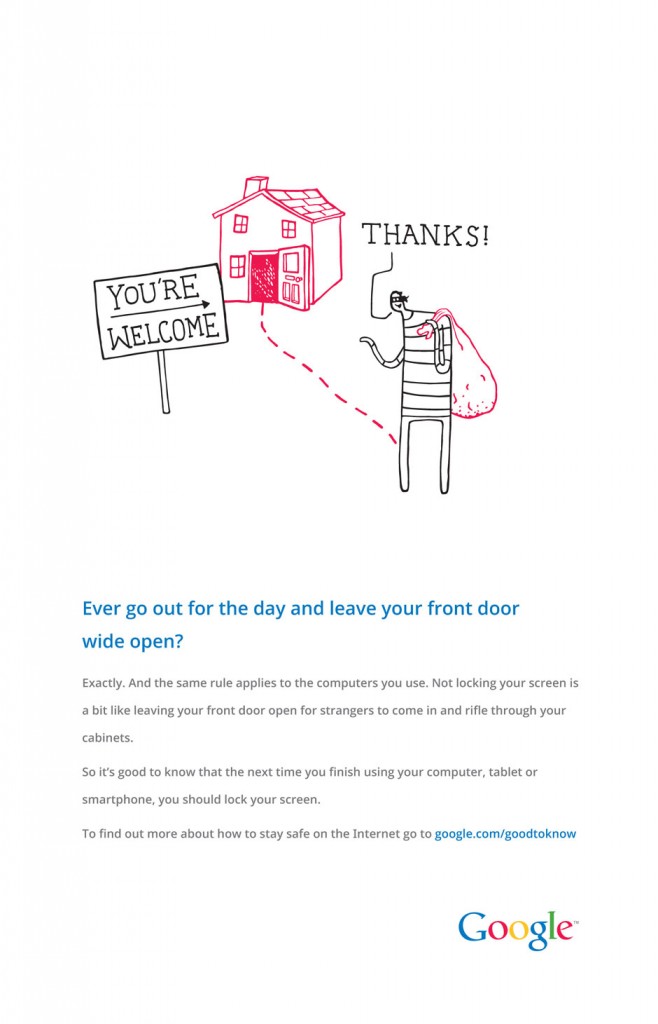 THANKS!
YOU'RE
WELCOME
Ever go out for the day and leave your front door
wide open?
Exactly. And the same rule applies to the computers you use. Not locking your screen is
a bit like leaving your front door open for strangers to come in and rifle through your
cabinets.
So it's good to know that the next time you finish using your computer, tablet or
smartphone, you should lock your screen.
To find out more about how to stay safe on the Internet go to google.com/goodtoknow
Google™